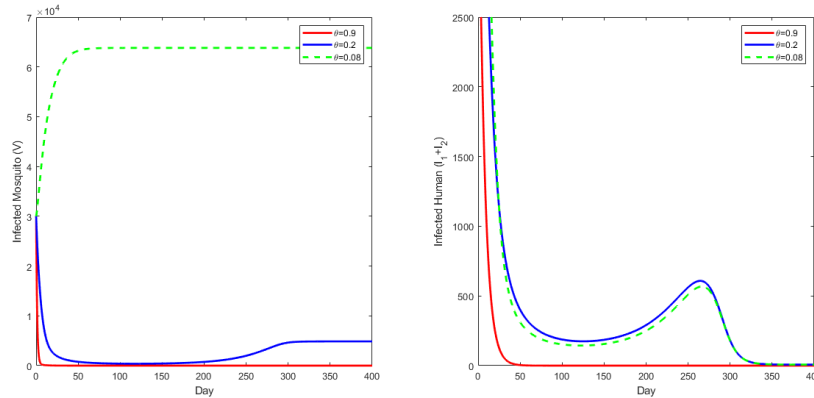 ×10⁴
7
6
5
4
3
2
1
0
Infected Mosquito (V)
0 50 100 150 200 250 300 350 400
Day
θ=0.9
θ=0.2
θ=0.08
2500
2000
1500
1000
500
0
Infected Human (I₁+I₂)
0 50 100 150 200 250 300 350 400
Day
θ=0.9
θ=0.2
θ=0.08